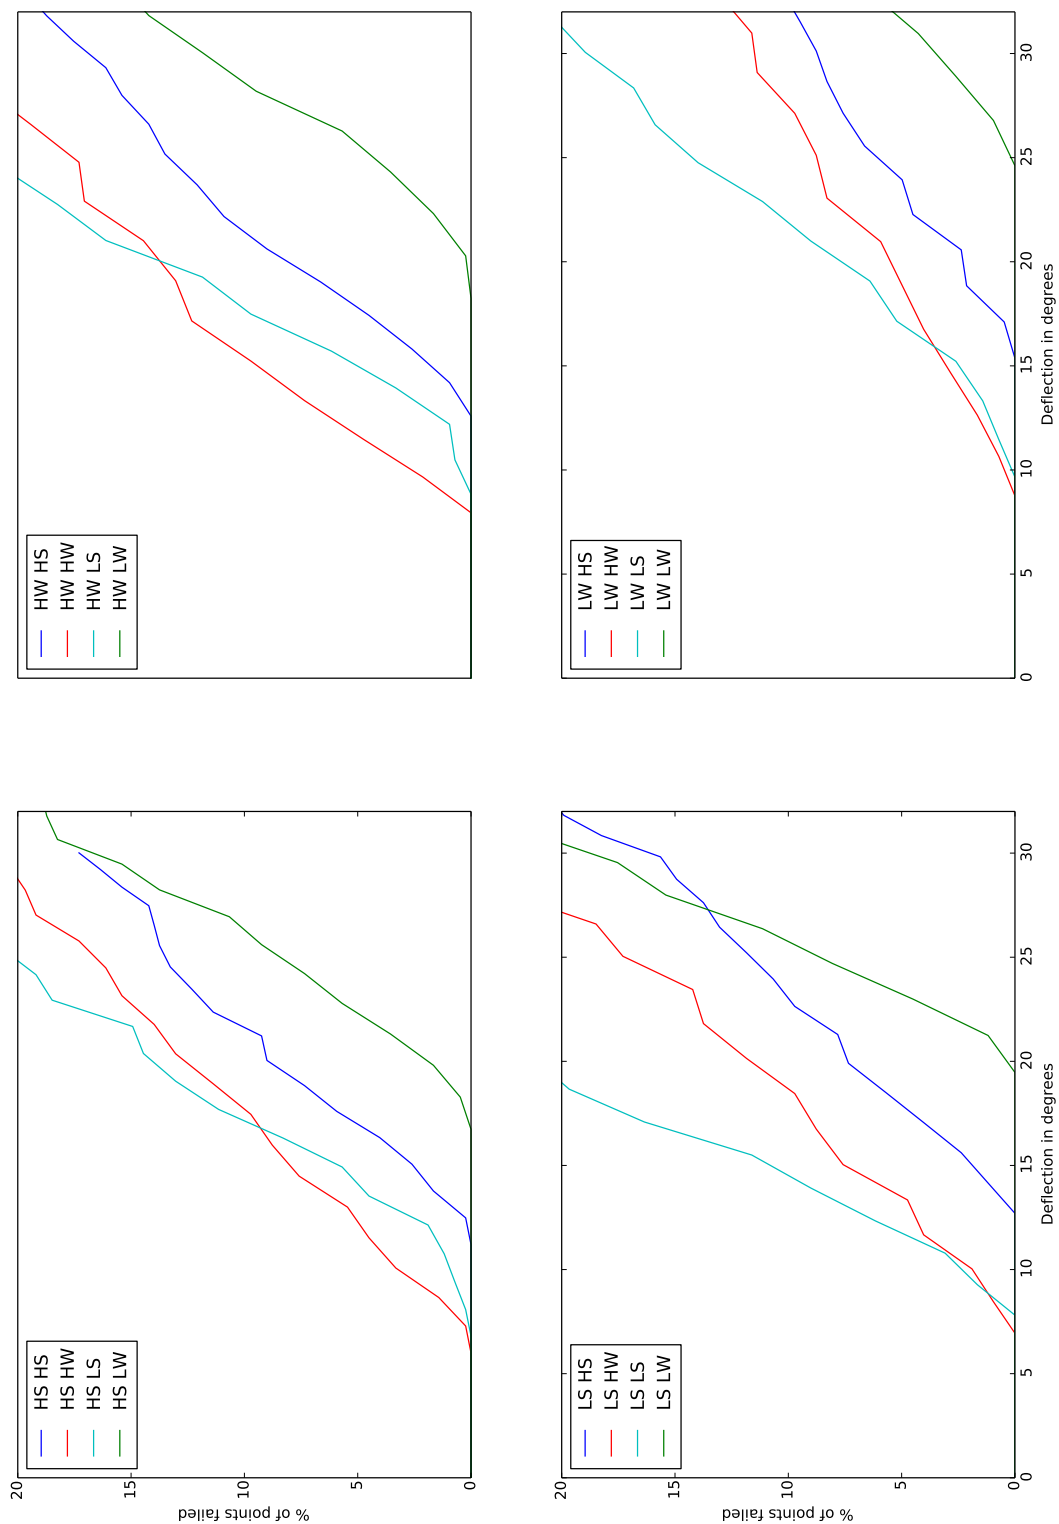 HS HS
HS HW
HS LS
HS LW
20
15
10
5
0
% of points failed
HW HS
HW HW
HW LS
HW LW
LS HS
LS HW
LS LS
LS LW
20
15
10
5
0
% of points failed
0
5
10
15
20
25
30
Deflection in degrees
LW HS
LW HW
LW LS
LW LW
0
5
10
15
20
25
30
Deflection in degrees